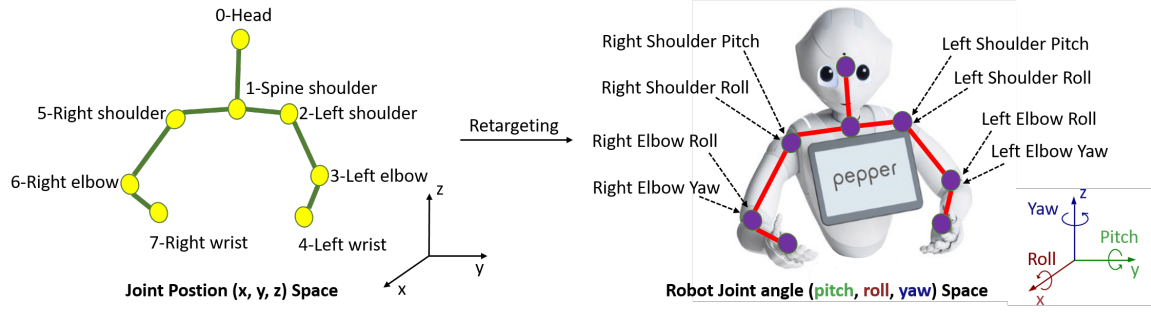 0-Head
1-Spine shoulder
5-Right shoulder
2-Left shoulder
6-Right elbow
3-Left elbow
7-Right wrist
4-Left wrist
z
y
x
Joint Postion (x, y, z) Space
Retargeting
Right Shoulder Pitch
Right Shoulder Roll
Right Elbow Roll
Right Elbow Yaw
Left Shoulder Pitch
Left Shoulder Roll
Left Elbow Roll
Left Elbow Yaw
pepper
z
Yaw
Pitch
y
Roll
x
Robot Joint angle (pitch, roll, yaw) Space